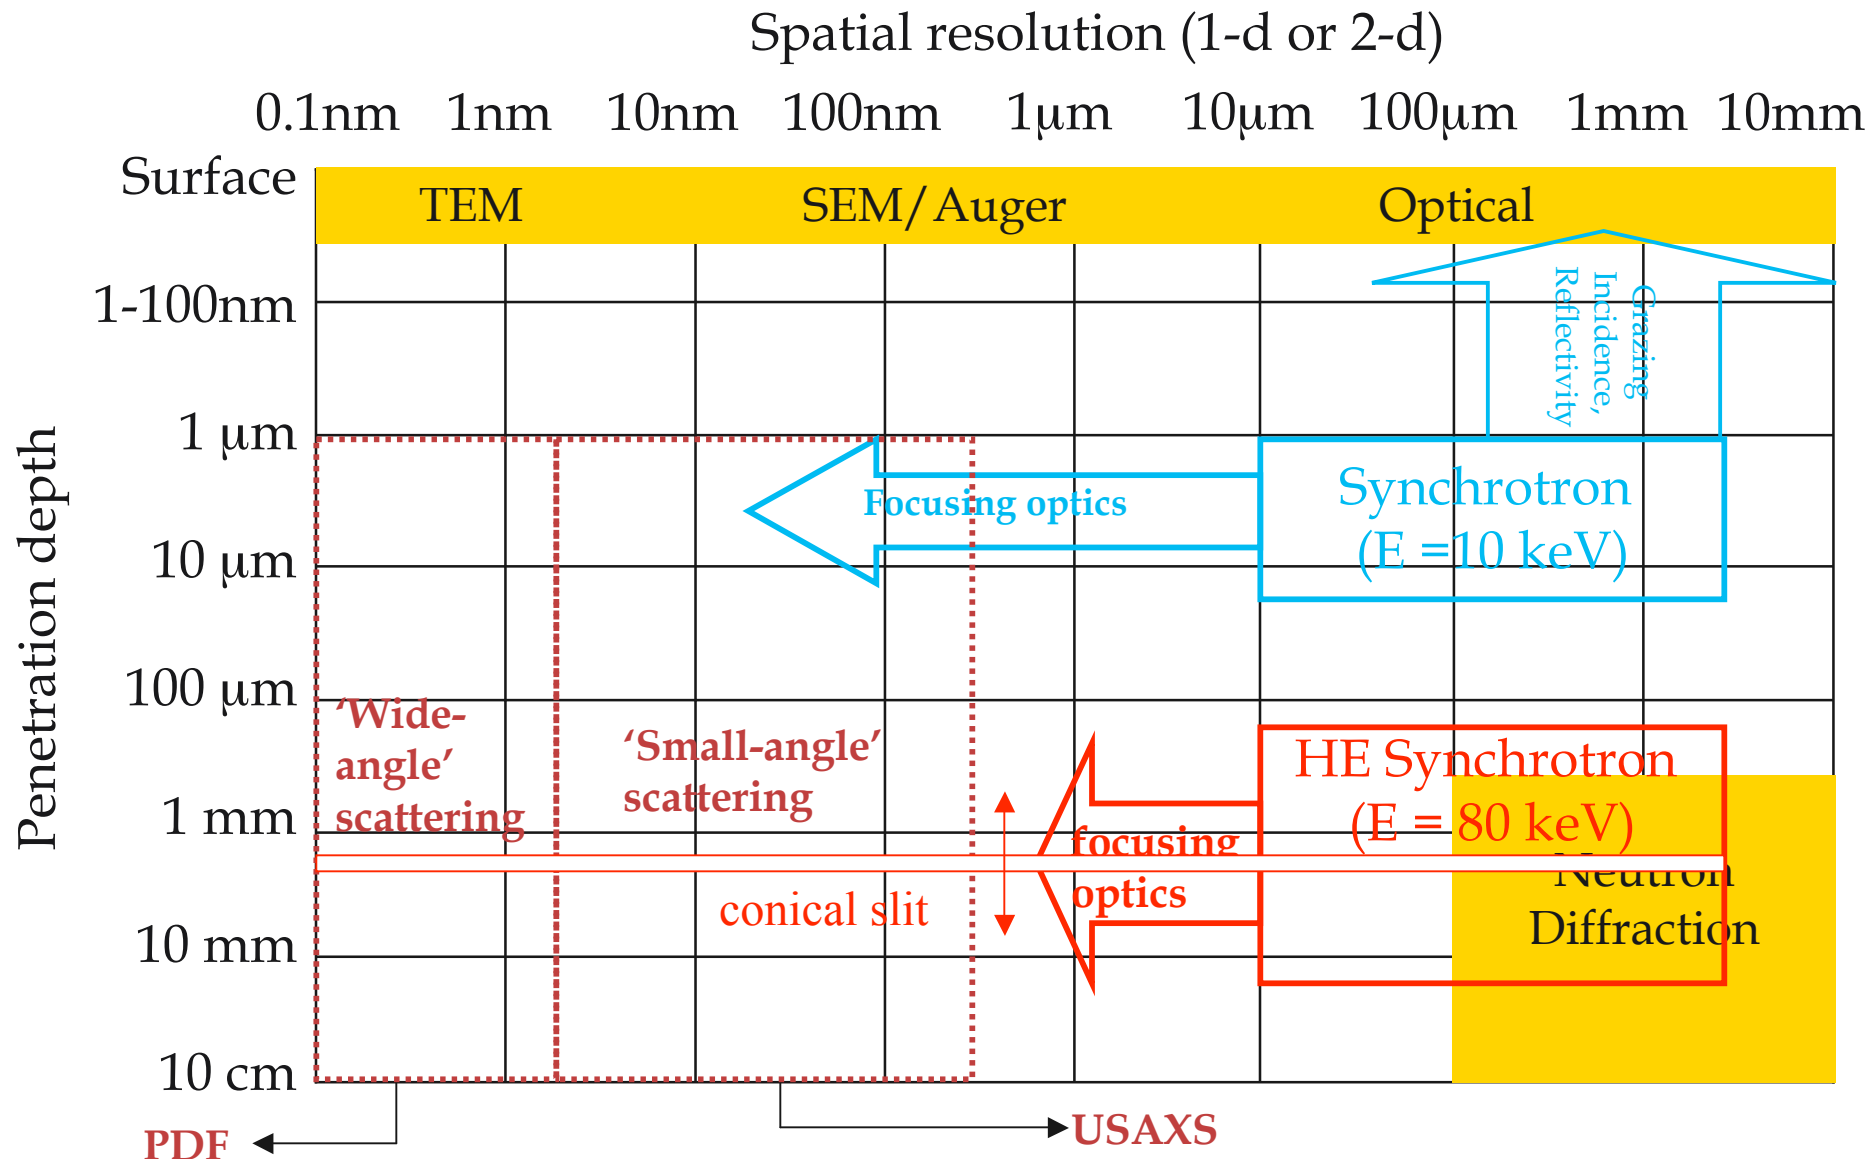 Spatial resolution (1-d or 2-d)
0.1nm 1nm 10nm 100nm 1μm 10μm 100μm 1mm 10mm
Surface
TEM SEM/Auger Optical
1-100nm
Grazing
Incidence,
Reflectivity
Penetration depth
1 μm
Focusing optics
Synchrotron
(E =10 keV)
10 μm
100 μm
‘Wide-
angle’
scattering
‘Small-angle’
scattering
HE Synchrotron
(E = 80 keV)
1 mm
focusing
optics
Neutron
Diffraction
conical slit
10 mm
10 cm
PDF
USAXS